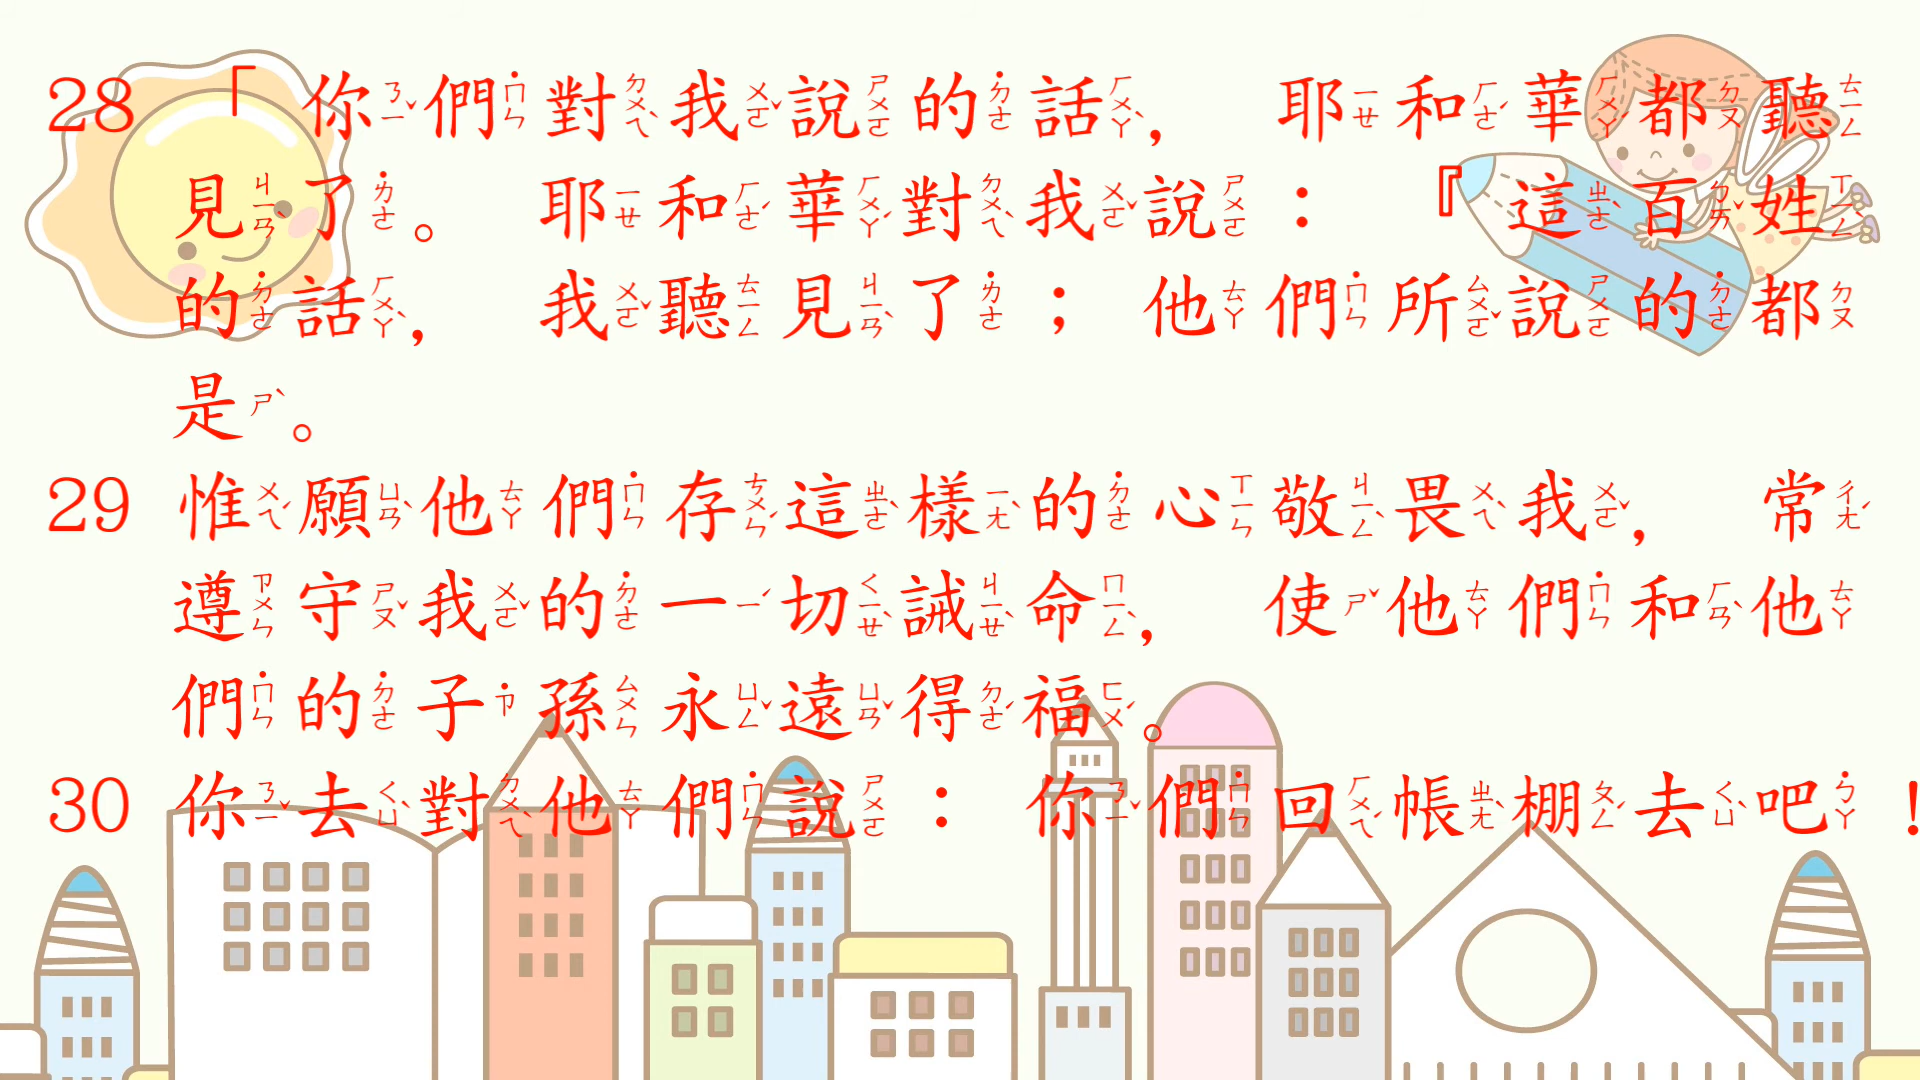 28 「你們對我說的話， 耶和華都聽
見了。 耶和華對我說： 『這百姓
的話， 我聽見了；他們所說的都
是。
29 惟願他們存這樣的心敬畏我， 常
遵守我的一切誡命， 使他們和他
們的子孫永遠得福。
30 你去對他們說：你們回帳棚去吧！